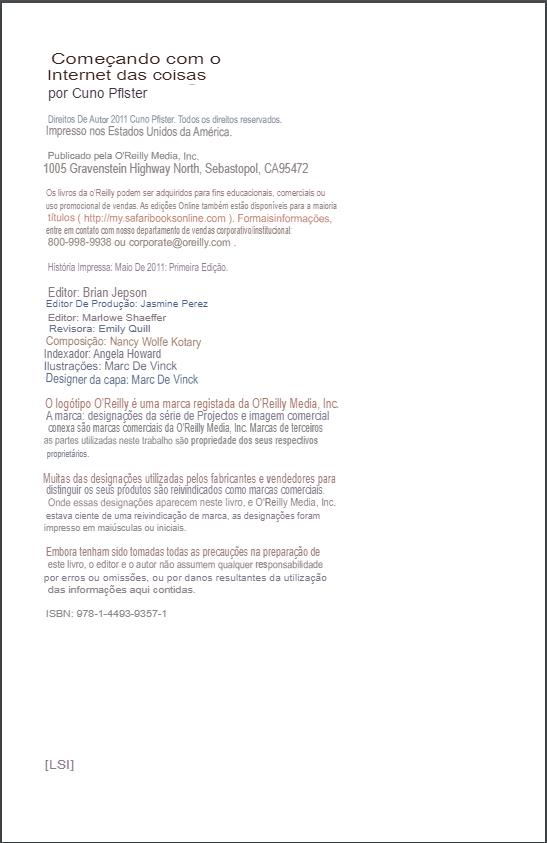 Começando com o
Internet das coisas
por Cuno Pfister
Direitos De Autor 2011 Cuno Pfister. Todos os direitos reservados.
Impresso nos Estados Unidos da América.
Publicado pela O'Reilly Media, Inc.
1005 Gravenstein Highway North, Sebastopol, CA95472
Os livros da o'Reilly podem ser adquiridos para fins educacionais, comerciais ou
uso promocional de vendas. As edições Online também estão disponíveis para a maioria
títulos ( http://my.safaribooksonline.com ). Formaisinformações,
entre em contato com nosso departamento de vendas corporativo/institucional:
800-998-9938 ou corporate@oreilly.com .
História Impressa: Maio De 2011: Primeira Edição.
Editor: Brian Jepson
Editor De Produção: Jasmine Perez
Editor: Marlowe Shaeffer
Revisora: Emily Quill
Composição: Nancy Wolfe Kotary
Indexador: Angela Howard
Ilustrações: Marc De Vinck
Designer da capa: Marc De Vinck
O logótipo O'Reilly é uma marca registada da O'Reilly Media, Inc.
A marca: designações da série de Projectos e imagem comercial
conexa são marcas comerciais da O'Reilly Media, Inc. Marcas de terceiros
as partes utilizadas neste trabalho são propriedade dos seus respectivos
proprietários.
Muitas das designações utilizadas pelos fabricantes e vendedores para
distinguir os seus produtos são reivindicados como marcas comerciais.
Onde essas designações aparecem neste livro, e O'Reilly Media, Inc.
estava ciente de uma reivindicação de marca, as designações foram
impresso em maiúsculas ou iniciais.
Embora tenham sido tomadas todas as precauções na preparação de
este livro, o editor e o autor não assumem qualquer responsabilidade
por erros ou omissões, ou por danos resultantes da utilização
das informações aqui contidas.
ISBN: 978-1-4493-9357-1
[LSI]